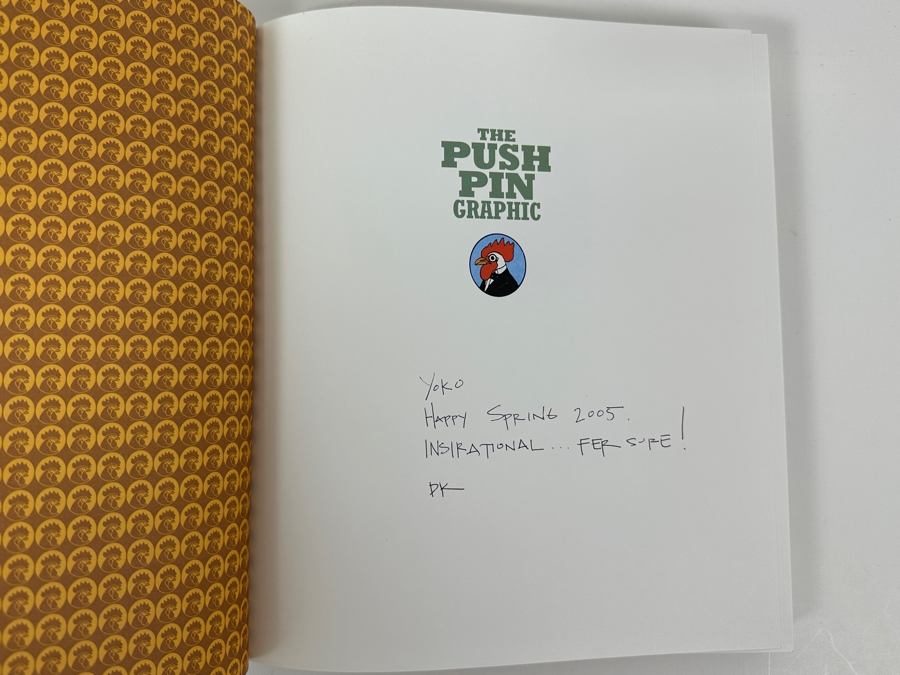 THE
PUSH
PIN
GRAPHIC
YOKO
HAPPY SPRING 2005.
INSIRATIONAL... FER SURE!
DK